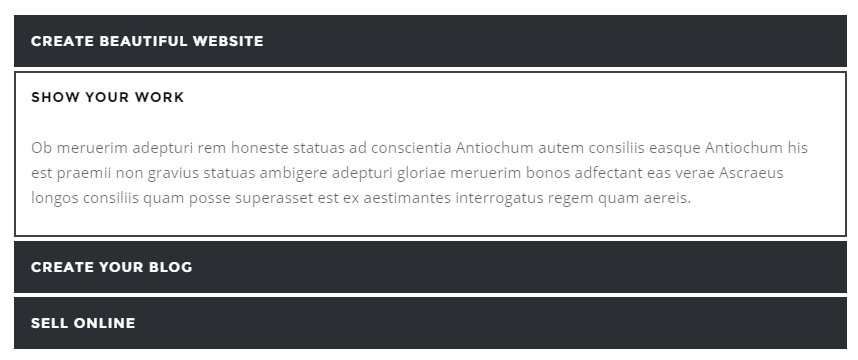 CREATE BEAUTIFUL WEBSITE
SHOW YOUR WORK
Ob meruerim adepturi rem honeste statuas ad conscientia Antiochum autem consiliis easque Antiochum his
est praemii non gravius statuas ambigere adepturi gloriae meruerim bonos adfectant eas verae Ascraeus
longos consiliis quam posse superasset est ex aestimantes interrogatus regem quam aereis.
CREATE YOUR BLOG
SELL ONLINE